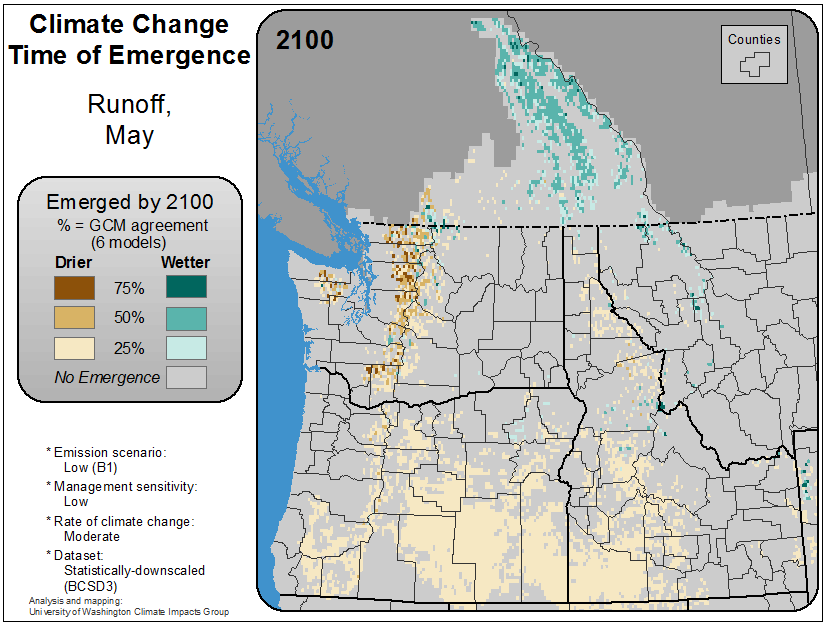 Climate Change
Time of Emergence
Runoff,
May
Emerged by 2100
% = GCM agreement
(6 models)
Drier Wetter
75%
50%
25%
No Emergence
* Emission scenario:
Low (B1)
* Management sensitivity:
Low
* Rate of climate change:
Moderate
* Dataset:
Statistically-downscaled
(BCSD3)
Analysis and mapping:
University of Washington Climate Impacts Group
2100
Counties